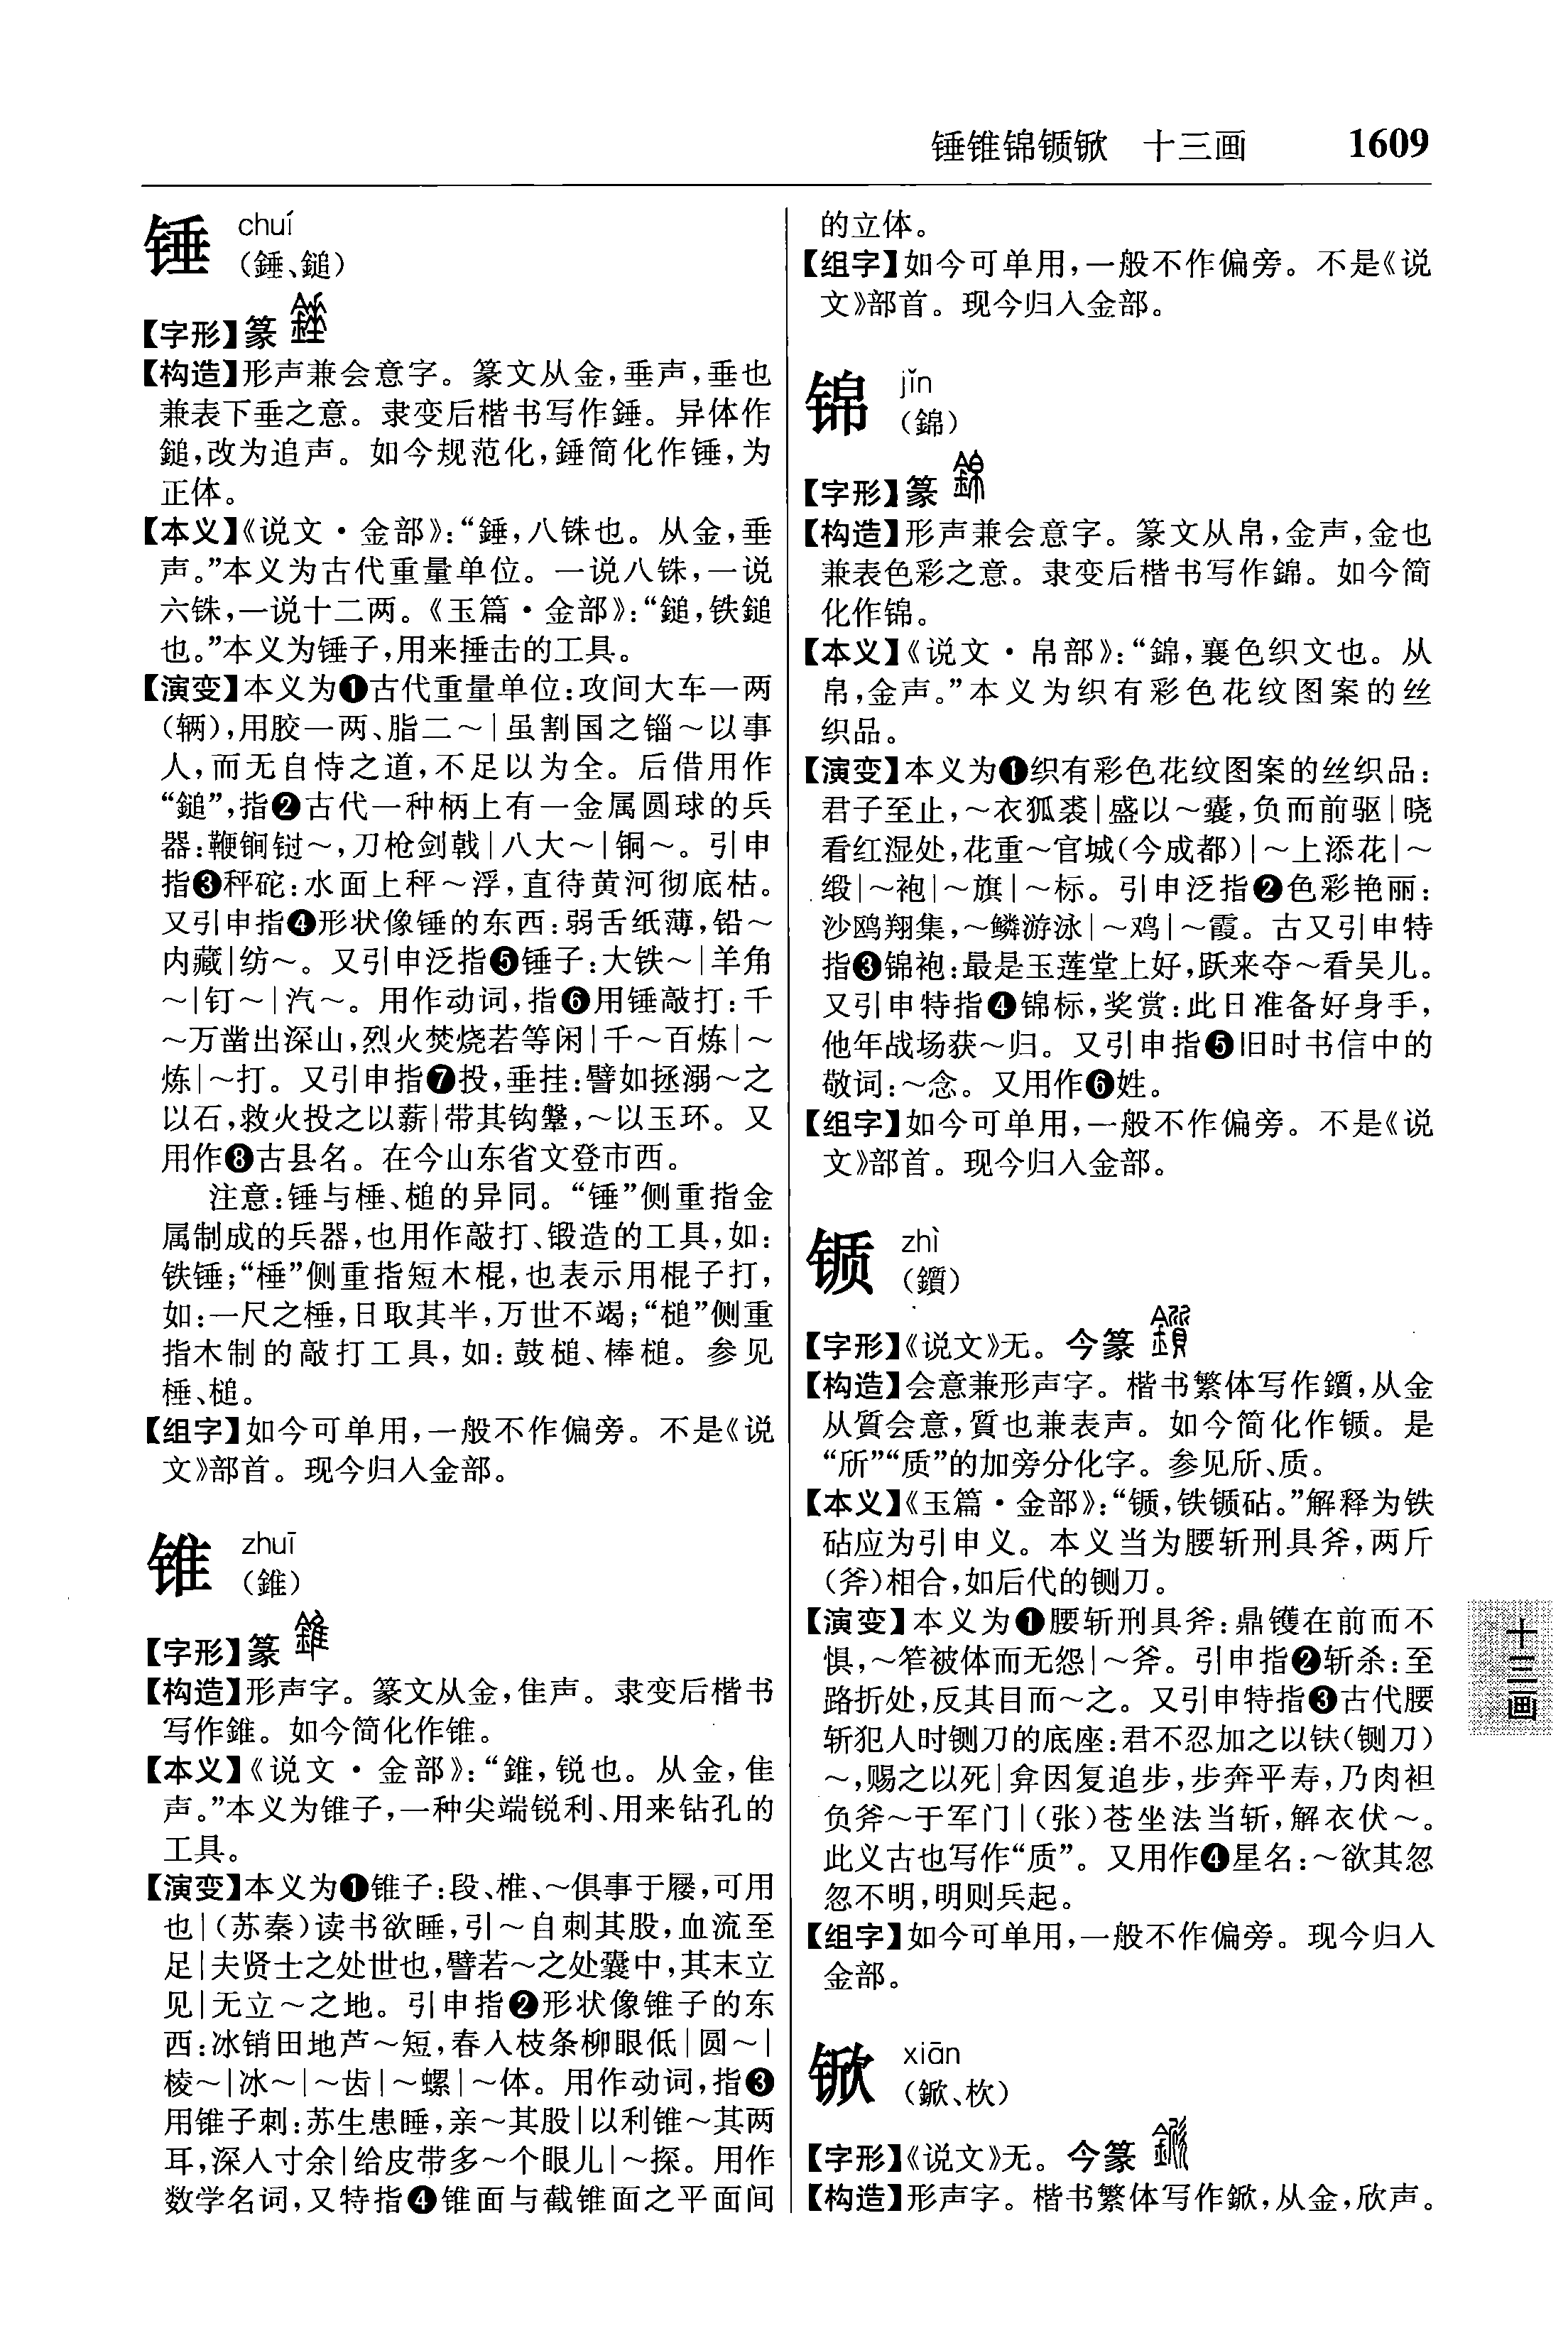 锤锥锦锧锨 十三画 1609
锤 chuí
（錘、鎚）
【字形】篆
【构造】形声兼会意字。篆文从金，垂声，垂也
兼表下垂之意。隶变后楷书写作錘。异体作
鎚，改为追声。如今规范化，錘简化作锤，为
正体。
【本义】《说文·金部》：“錘，八铢也。从金，垂
声。”本义为古代重量单位。一说八铢，一说
六铢，一说十二两。《玉篇·金部》：“鎚，铁鎚
也。”本义为锤子，用来捶击的工具。
【演变】本义为❶古代重量单位：攻间大车一两
（辆），用胶一两、脂二～|虽割国之锱～以事
人，而无自恃之道，不足以为全。后借用作
“鎚”，指❷古代一种柄上有一金属圆球的兵
器：鞭锏铤～，刀枪剑戟|八大～|铜～。引申
指❸秤砣：水面上秤～浮，直待黄河彻底枯。
又引申指❹形状像锤的东西：弱舌纸薄，铅～
内藏|纺～。又引申泛指❺锤子：大铁～|羊角
～|钉～|汽～。用作动词，指❻用锤敲打：千
～万凿出深山，烈火焚烧若等闲|千～百炼|～
炼|～打。又引申指❼投，垂挂：譬如拯溺～之
以石，救火投之以薪|带其钩鞶，～以玉环。又
用作❽古县名。在今山东省文登市西。
注意：锤与棰、槌的异同。“锤”侧重指金
属制成的兵器，也用作敲打、锻造的工具，如：
铁锤；“棰”侧重指短木棍，也表示用棍子打，
如：一尺之棰，日取其半，万世不竭；“槌”侧重
指木制的敲打工具，如：鼓槌、棒槌。参见
棰、槌。
【组字】如今可单用，一般不作偏旁。不是《说
文》部首。现今归入金部。
锥 zhuī
（錐）
【字形】篆
【构造】形声字。篆文从金，隹声。隶变后楷书
写作錐。如今简化作锥。
【本义】《说文·金部》：“錐，锐也。从金，隹
声。”本义为锥子，一种尖端锐利、用来钻孔的
工具。
【演变】本义为❶锥子：段、椎、～俱事于屦，可用
也|（苏秦）读书欲睡，引～自刺其股，血流至
足|夫贤士之处世也，譬若～之处囊中，其末立
见|无立～之地。引申指❷形状像锥子的东
西：冰销田地芦～短，春入枝条柳眼低|圆～|
棱～|冰～|～齿|～螺|～体。用作动词，指❸
用锥子刺：苏生患睡，亲～其股|以利锥～其两
耳，深入寸余|给皮带多～个眼儿|～探。用作
数学名词，又特指❹锥面与截锥面之平面间
的立体。
【组字】如今可单用，一般不作偏旁。不是《说
文》部首。现今归入金部。
锦 jǐn
（錦）
【字形】篆
【构造】形声兼会意字。篆文从帛，金声，金也
兼表色彩之意。隶变后楷书写作錦。如今简
化作锦。
【本义】《说文·帛部》：“錦，襄色织文也。从
帛，金声。”本义为织有彩色花纹图案的丝
织品。
【演变】本义为❶织有彩色花纹图案的丝织品：
君子至止，～衣狐裘|盛以～囊，负而前驱|晓
看红湿处，花重～官城（今成都）|～上添花|～
缎|～袍|～旗|～标。引申泛指❷色彩艳丽：
沙鸥翔集，～鳞游泳|～鸡|～霞。古又引申特
指❸锦袍：最是玉莲堂上好，跃来夺～看吴儿。
又引申特指❹锦标，奖赏：此日准备好身手，
他年战场获～归。又引申指❺旧时书信中的
敬词：～念。又用作❻姓。
【组字】如今可单用，一般不作偏旁。不是《说
文》部首。现今归入金部。
锧 zhì
（鑕）
【字形】《说文》无。今篆
【构造】会意兼形声字。楷书繁体写作鑕，从金
从質会意，質也兼表声。如今简化作锧。是
“所”“质”的加旁分化字。参见所、质。
【本义】《玉篇·金部》：“锧，铁锧砧。”解释为铁
砧应为引申义。本义当为腰斩刑具斧，两斤
（斧）相合，如后代的铡刀。
【演变】本义为❶腰斩刑具斧：鼎镬在前而不
惧，～笮被体而无怨|～斧。引申指❷斩杀：至
路折处，反其目而～之。又引申特指❸古代腰
斩犯人时铡刀的底座：君不忍加之以𫓧（铡刀）
～，赐之以死|弇因复追步，步奔平寿，乃肉袒
负斧～于军门|（张）苍坐法当斩，解衣伏～。
此义古也写作“质”。又用作❹星名：～欲其忽
忽不明，明则兵起。
【组字】如今可单用，一般不作偏旁。现今归入
金部。
锨 xiān
（鍁、杴）
【字形】《说文》无。今篆
【构造】形声字。楷书繁体写作鍁，从金，欣声。
十三画